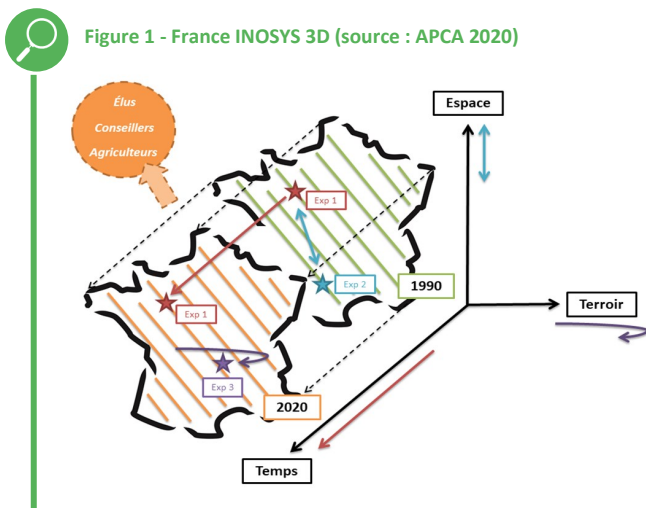 Figure 1 - France INOSYS 3D (source : APCA 2020)
Élus
Conseillers
Agriculteurs
Espace
Exp 1
Exp 2
1990
Terroir
Exp 1
Exp 3
2020
Temps